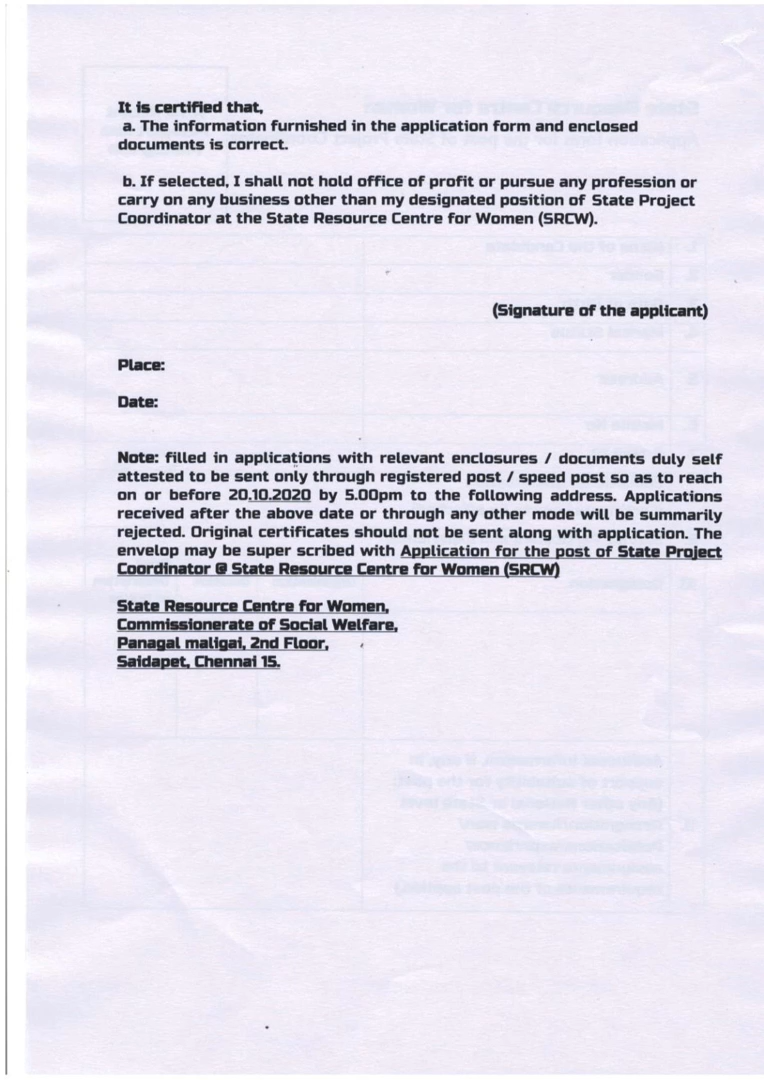 It is certified that,
a. The information furnished in the application form and enclosed
documents is correct.
b. If selected, I shall not hold office of profit or pursue any profession or
carry on any business other than my designated position of State Project
Coordinator at the State Resource Centre for Women (SRCW).
(Signature of the applicant)
Place:
Date:
Note: filled in applications with relevant enclosures / documents duly self
attested to be sent only through registered post / speed post so as to reach
on or before 20.10.2020 by 5.00pm to the following address. Applications
received after the above date or through any other mode will be summarily
rejected. Original certificates should not be sent along with application. The
envelop may be super scribed with Application for the post of State Project
Coordinator @ State Resource Centre for Women (SRCW)
State Resource Centre for Women,
Commissionerate of Social Welfare,
Panagal maligai, 2nd Floor,
Saidapet, Chennai 15.